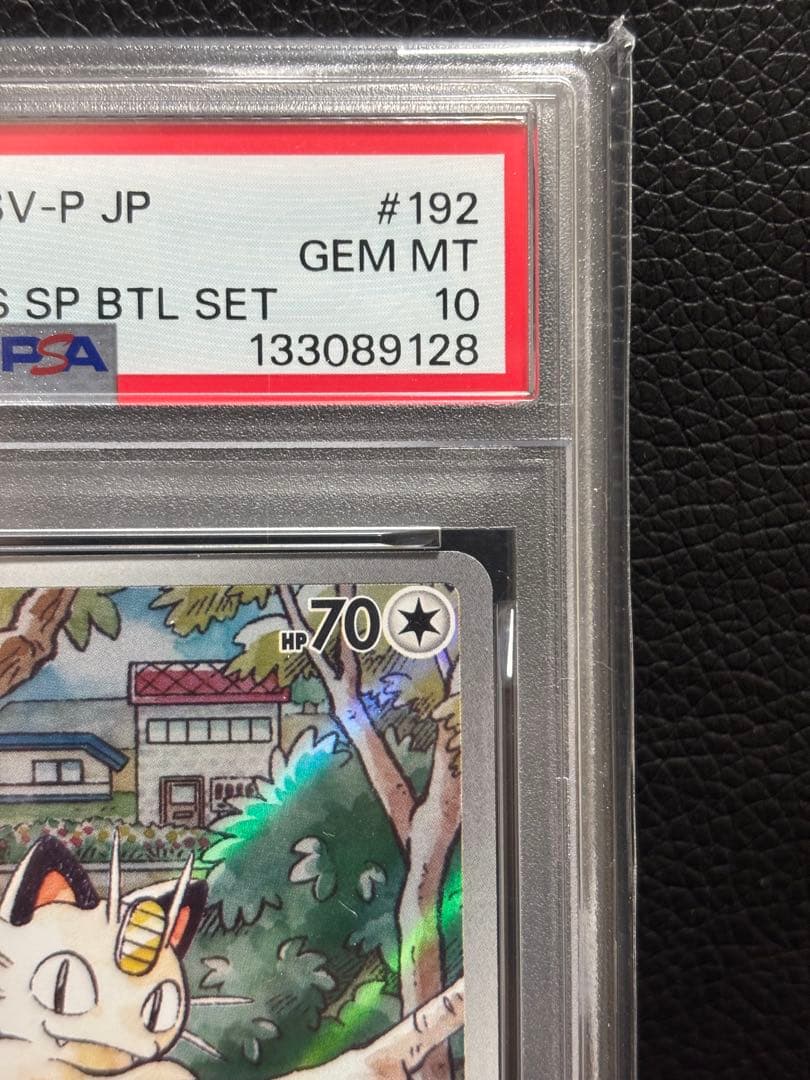 SV-P JP #192
GEM MT
S SP BTL SET 10
PSA 133089128
HP70